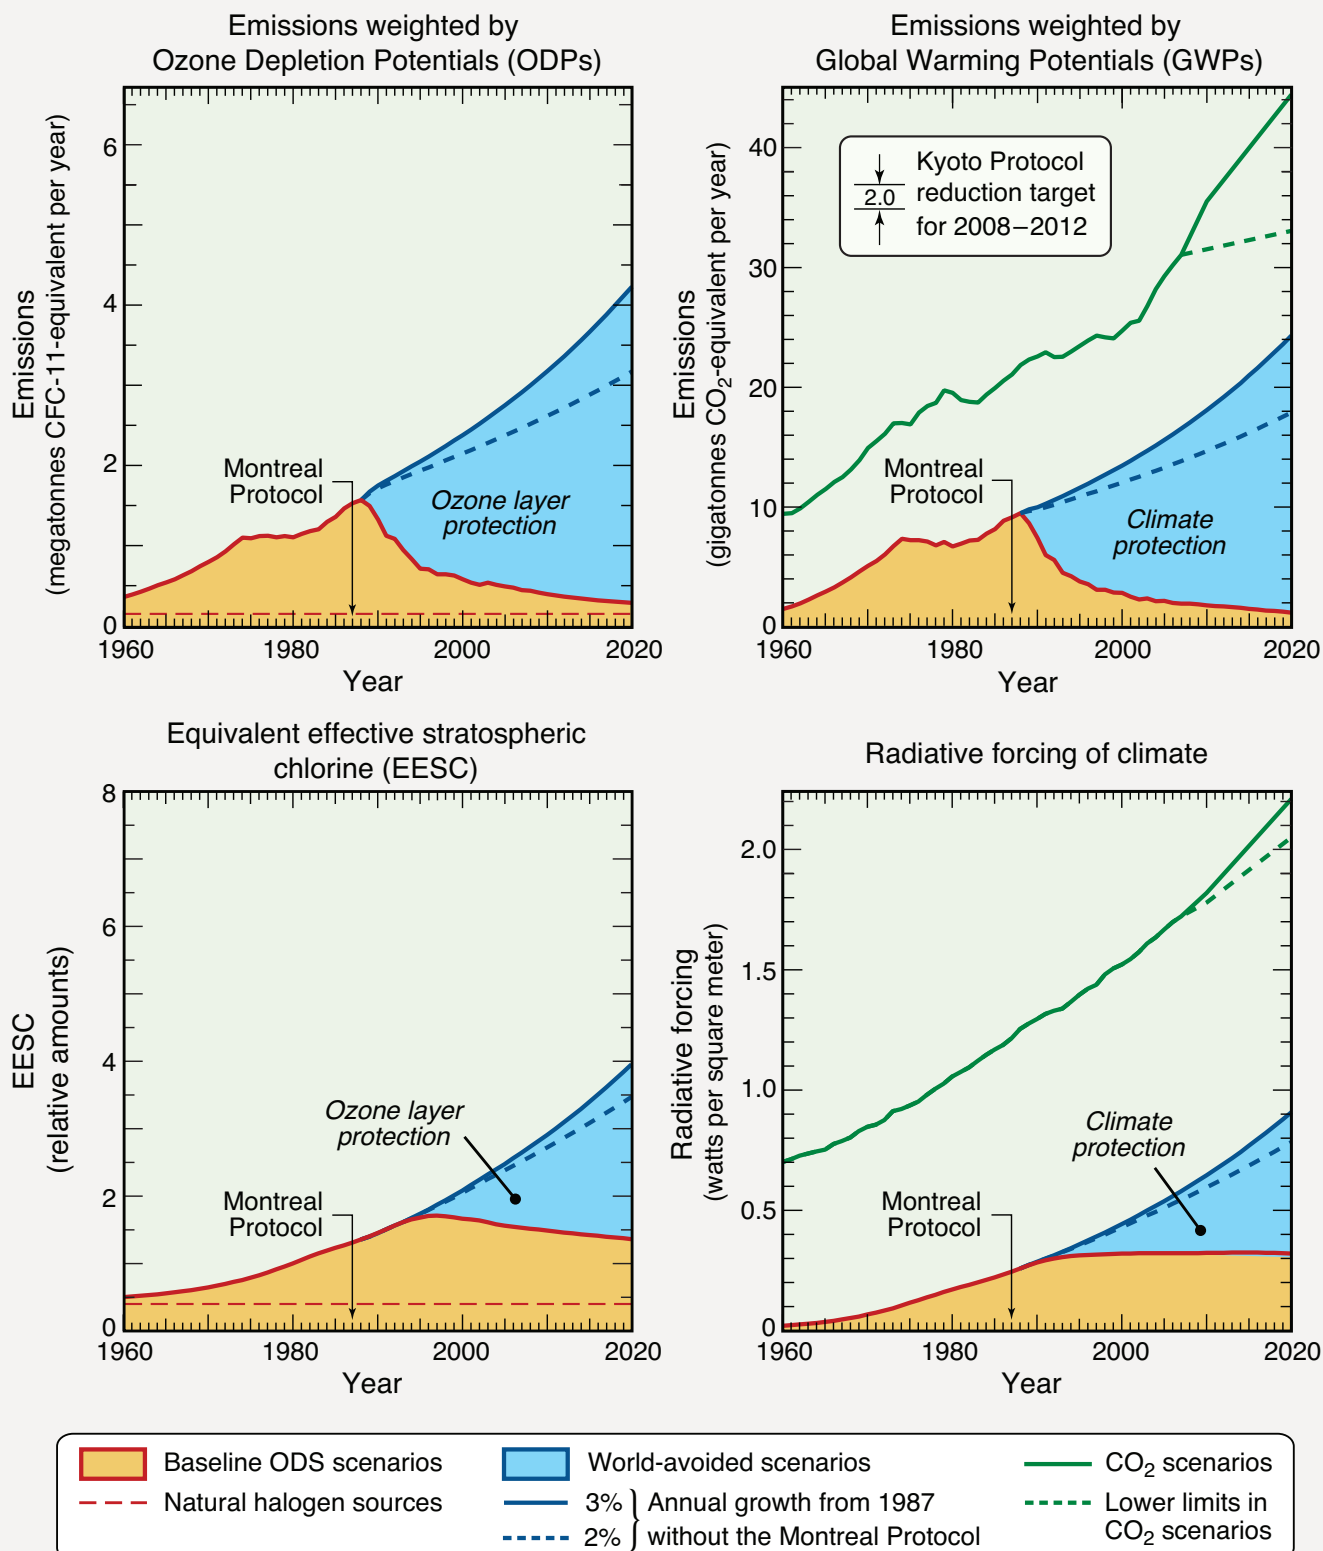 Emissions weighted by
Ozone Depletion Potentials (ODPs)
Emissions
(megatonnes CFC-11-equivalent per year)
6
4
2
0
Montreal
Protocol
Ozone layer
protection
1960
1980
2000
2020
Year
Emissions weighted by
Global Warming Potentials (GWPs)
Emissions
(gigatonnes CO₂-equivalent per year)
40
30
20
10
0
2.0
Kyoto Protocol
reduction target
for 2008–2012
Montreal
Protocol
Climate
protection
1960
1980
2000
2020
Year
Equivalent effective stratospheric
chlorine (EESC)
EESC
(relative amounts)
8
6
4
2
0
Ozone layer
protection
Montreal
Protocol
1960
1980
2000
2020
Year
Radiative forcing of climate
Radiative forcing
(watts per square meter)
2.0
1.5
1.0
0.5
0
Climate
protection
Montreal
Protocol
1960
1980
2000
2020
Year
Baseline ODS scenarios
Natural halogen sources
World-avoided scenarios
3%
2%
Annual growth from 1987
without the Montreal Protocol
CO₂ scenarios
Lower limits in
CO₂ scenarios